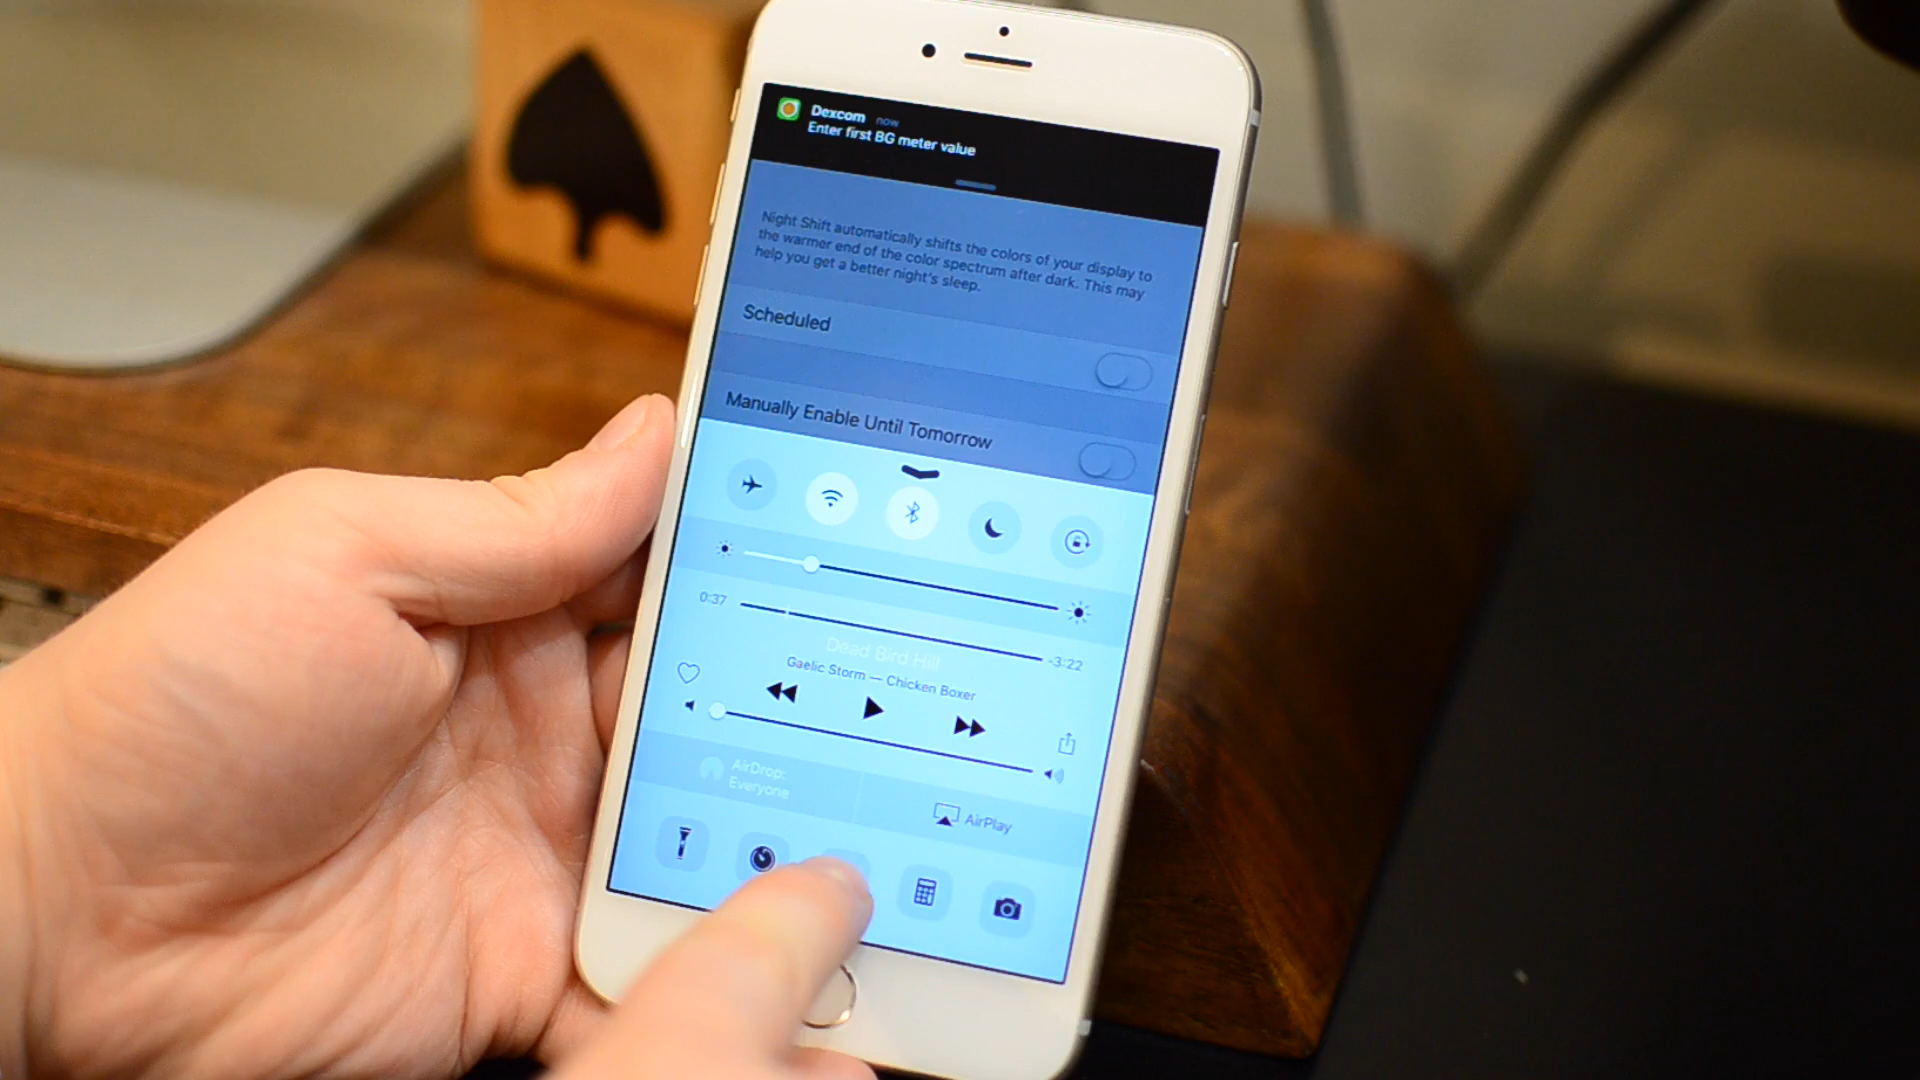 Dexcom now
Enter first BG meter value
Night Shift automatically shifts the colors of your display to
the warmer end of the color spectrum after dark. This may
help you get a better night's sleep.
Scheduled
Manually Enable Until Tomorrow
0:37
-3:22
Dead Bird Hill
Gaelic Storm — Chicken Boxer
AirDrop:
Everyone
AirPlay